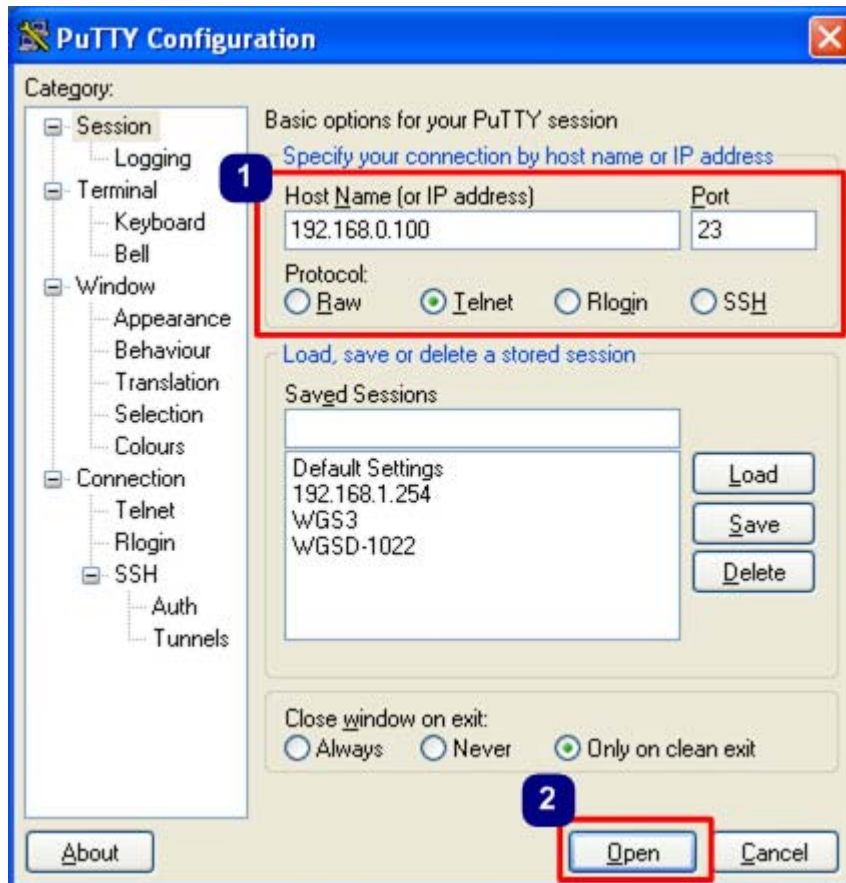 PuTTY Configuration
Category:
Session
Logging
Terminal
Keyboard
Bell
Window
Appearance
Behaviour
Translation
Selection
Colours
Connection
Telnet
Rlogin
SSH
Auth
Tunnels
Basic options for your PuTTY session
Specify your connection by host name or IP address
1
Host Name (or IP address) Port
192.168.0.100 23
Protocol:
Raw Telnet Rlogin SSH
Load, save or delete a stored session
Saved Sessions
Default Settings
192.168.1.254
WGS3
WGSD-1022
Load
Save
Delete
Close window on exit:
Always Never Only on clean exit
2
About Open Cancel